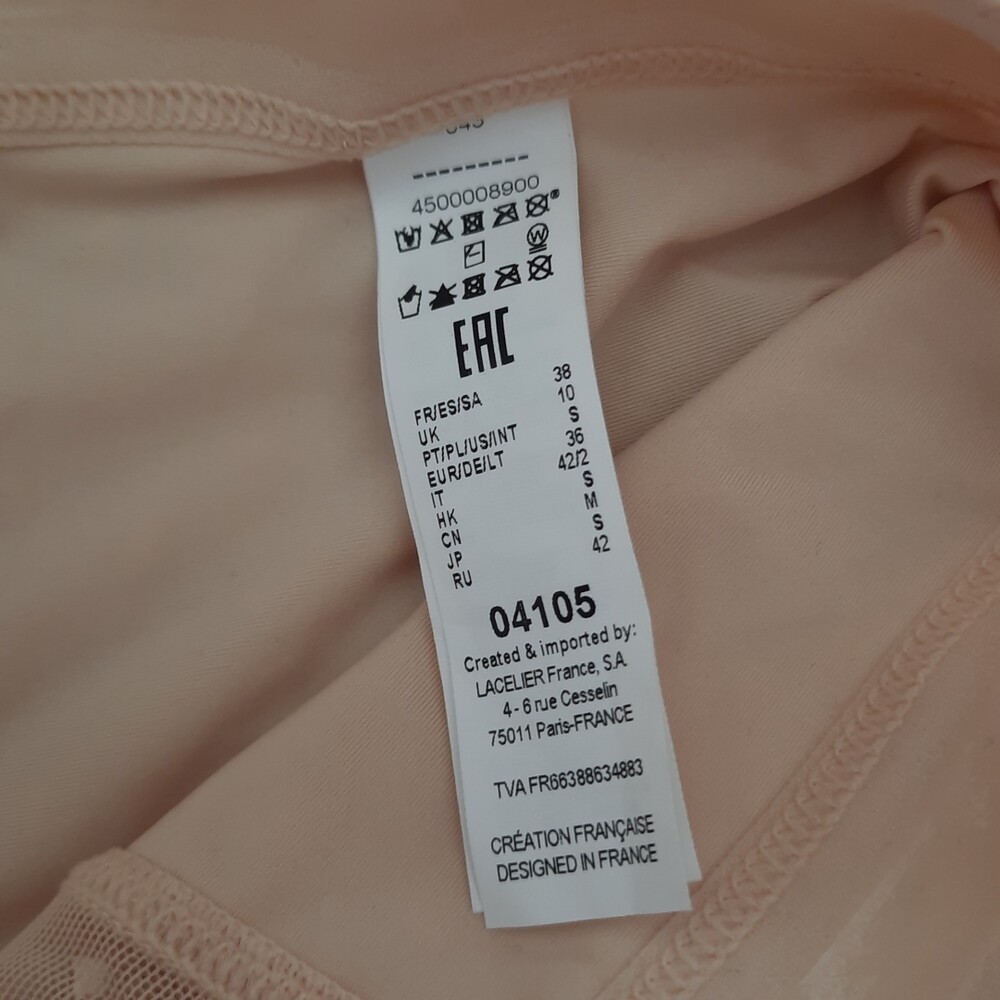 4500008900
EAC
FR/ES/SA 38
UK 10
PT/PL/US/INT S
EUR/DE/LT 36
IT 42/2
HK S
CN M
JP S
RU 42
04105
Created & imported by:
LACELIER France, S.A.
4 - 6 rue Cesselin
75011 Paris-FRANCE
TVA FR66388634883
CRÉATION FRANÇAISE
DESIGNED IN FRANCE